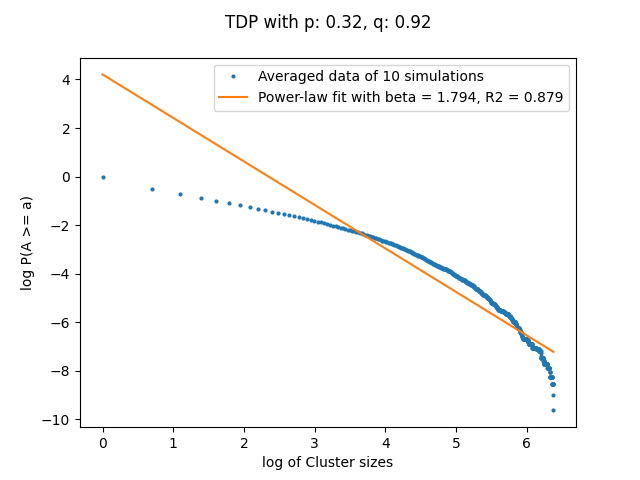 TDP with p: 0.32, q: 0.92
Averaged data of 10 simulations
Power-law fit with beta = 1.794, R2 = 0.879
4
2
0
−2
−4
−6
−8
−10
log P(A >= a)
0 1 2 3 4 5 6
log of Cluster sizes